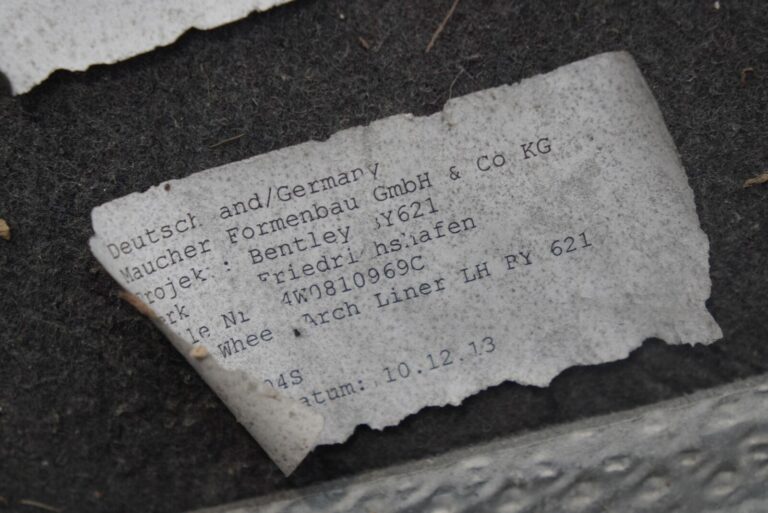 Deutsch and/Germany
Maucher Formenbau GmbH & Co KG
rojek : Bentley Y621
erk Friedri hshafen
le Nr 4W0810969C
Whee Arch Liner LH PY 621
04S
atum: 10.12.13